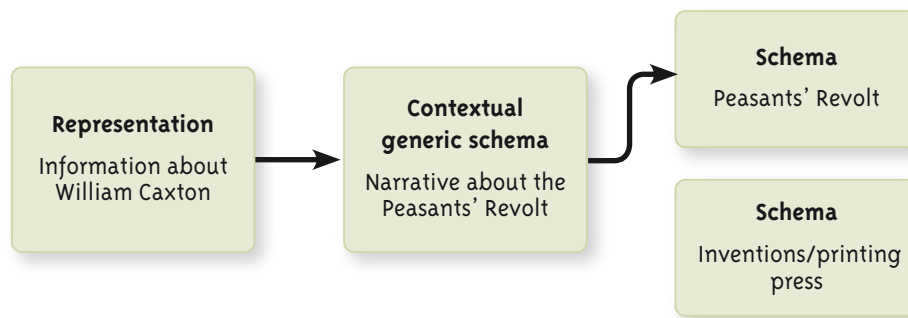 Representation
Information about
William Caxton
Contextual
generic schema
Narrative about the
Peasants’ Revolt
Schema
Peasants’ Revolt
Schema
Inventions/printing
press